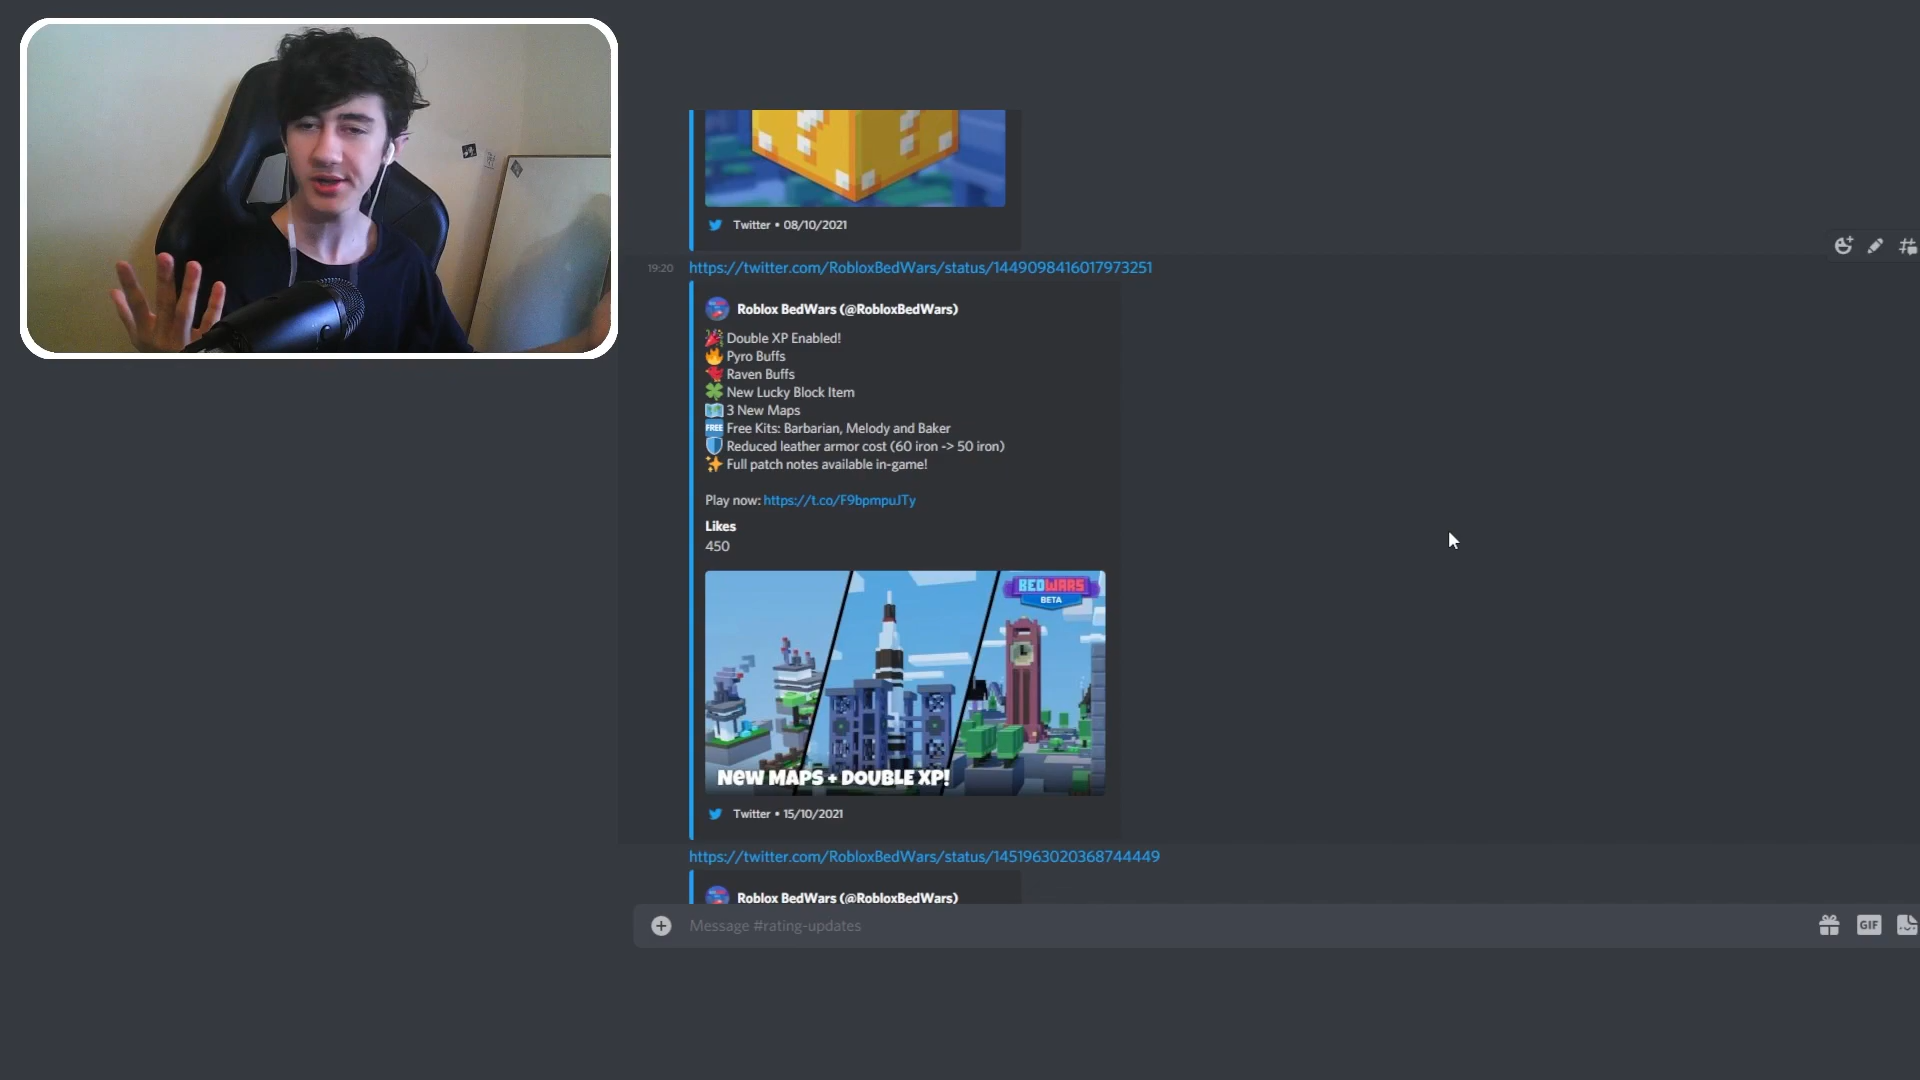 Twitter • 08/10/2021
19:20 https://twitter.com/RobloxBedWars/status/1449098416017973251
Roblox BedWars (@RobloxBedWars)
Double XP Enabled!
Pyro Buffs
Raven Buffs
New Lucky Block Item
3 New Maps
FREE Free Kits: Barbarian, Melody and Baker
Reduced leather armor cost (60 iron -> 50 iron)
Full patch notes available in-game!
Play now: https://t.co/F9bpmpuJTy
Likes
450
BEDWARS
BETA
NEW MAPS + DOUBLE XP!
Twitter • 15/10/2021
https://twitter.com/RobloxBedWars/status/1451963020368744449
Roblox BedWars (@RobloxBedWars)
Message #rating-updates
GIF